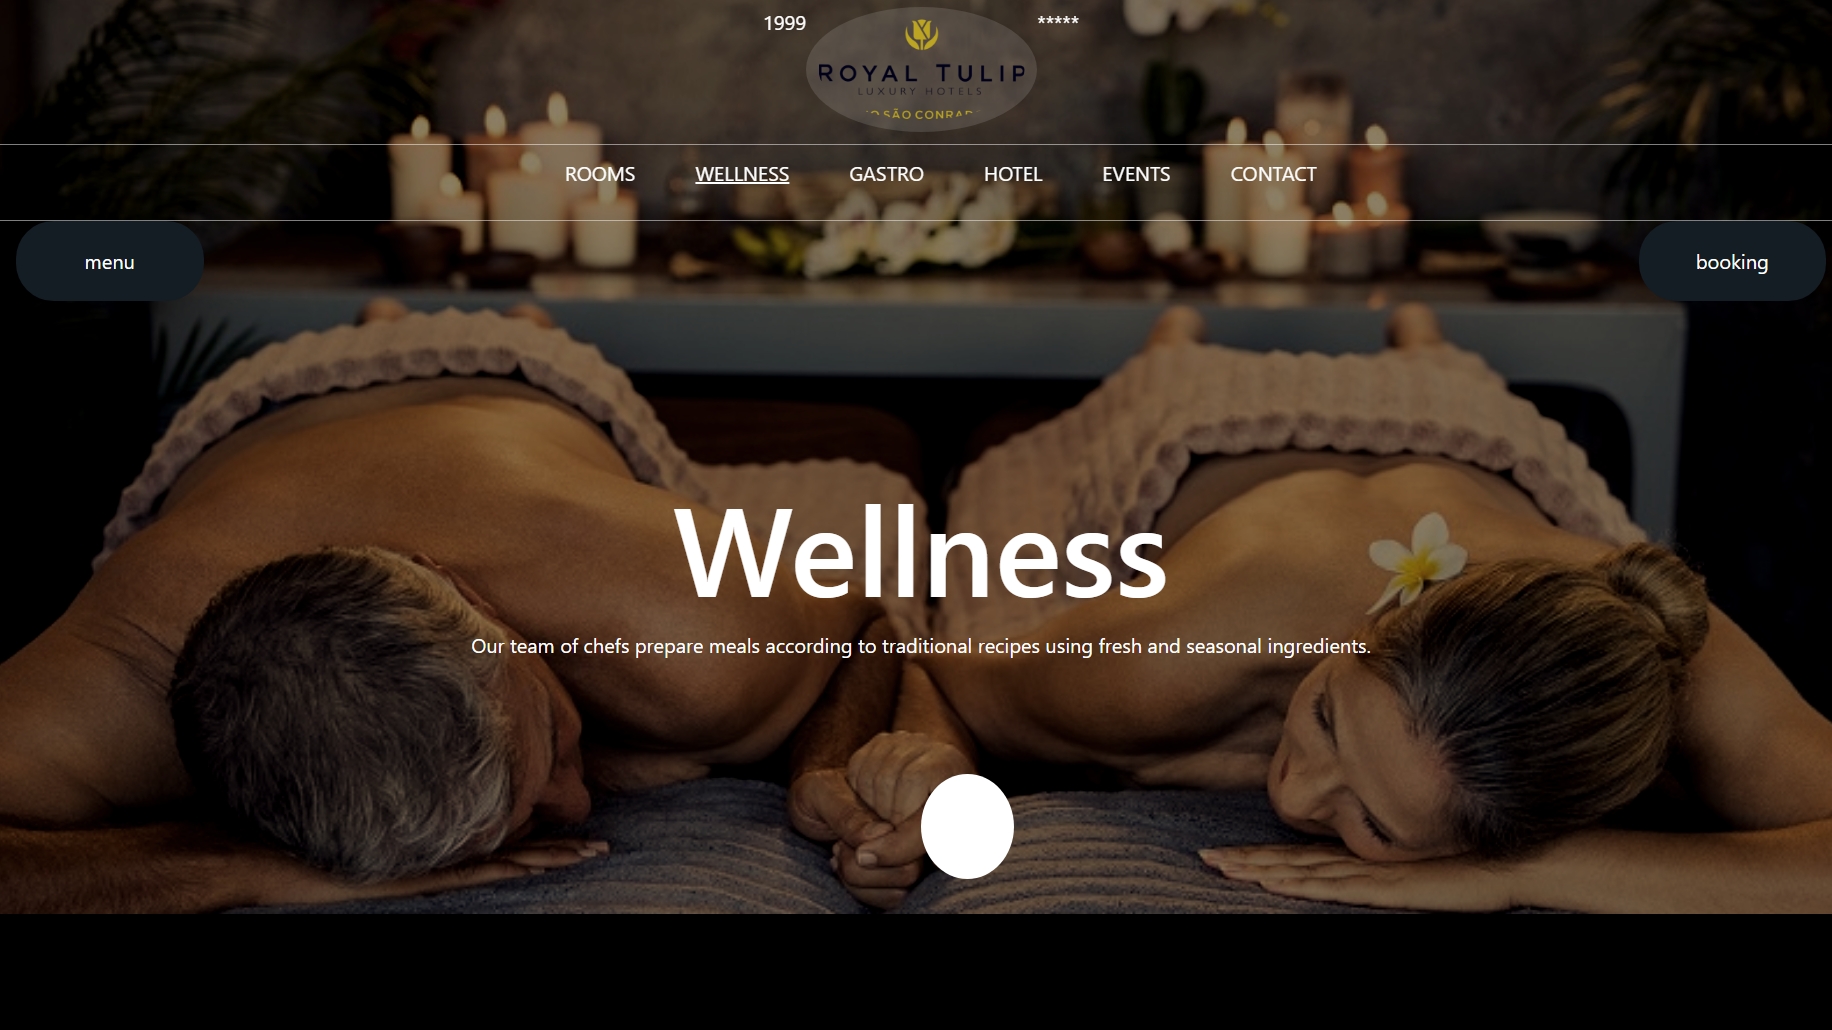 1999
*****
ROYAL TULIP
LUXURY HOTELS
O SÃO CONRAD
ROOMS WELLNESS GASTRO HOTEL EVENTS CONTACT
menu
booking
Wellness
Our team of chefs prepare meals according to traditional recipes using fresh and seasonal ingredients.